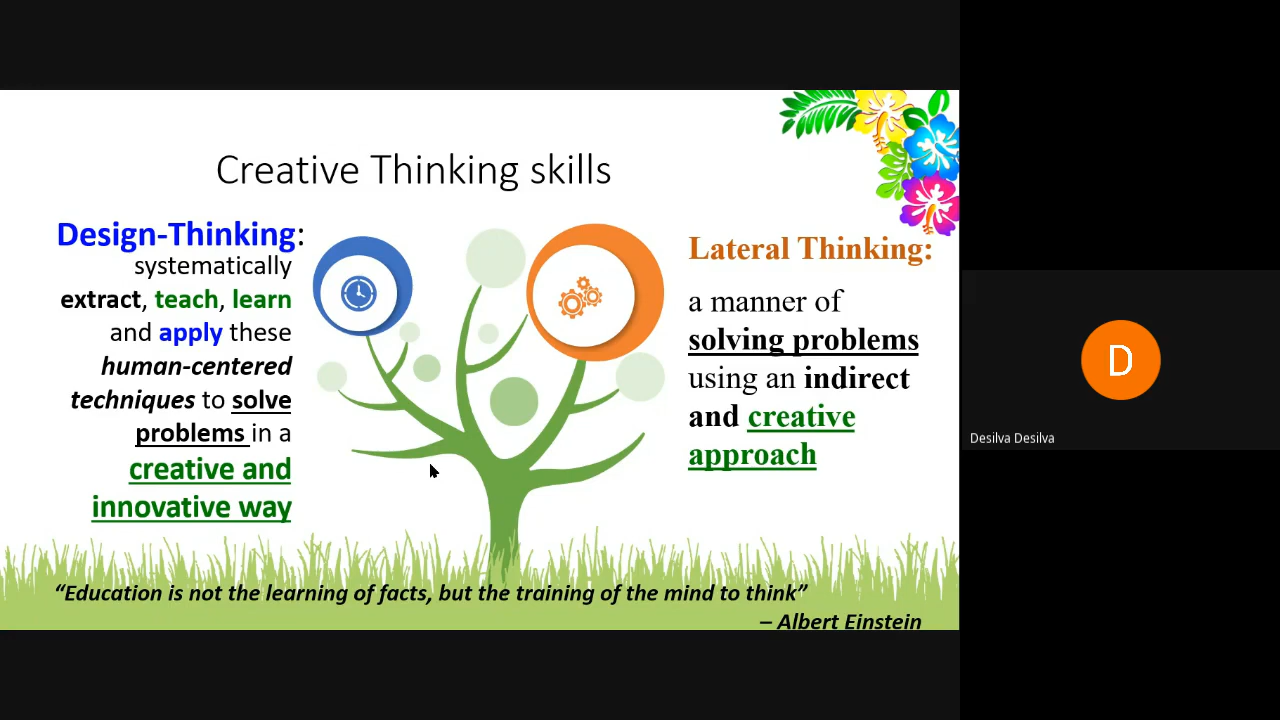 Creative Thinking skills
Design-Thinking:
systematically
extract, teach, learn
and apply these
human-centered
techniques to solve
problems in a
creative and
innovative way
Lateral Thinking:
a manner of
solving problems
using an indirect
and creative
approach
“Education is not the learning of facts, but the training of the mind to think”
– Albert Einstein
D
Desilva Desilva